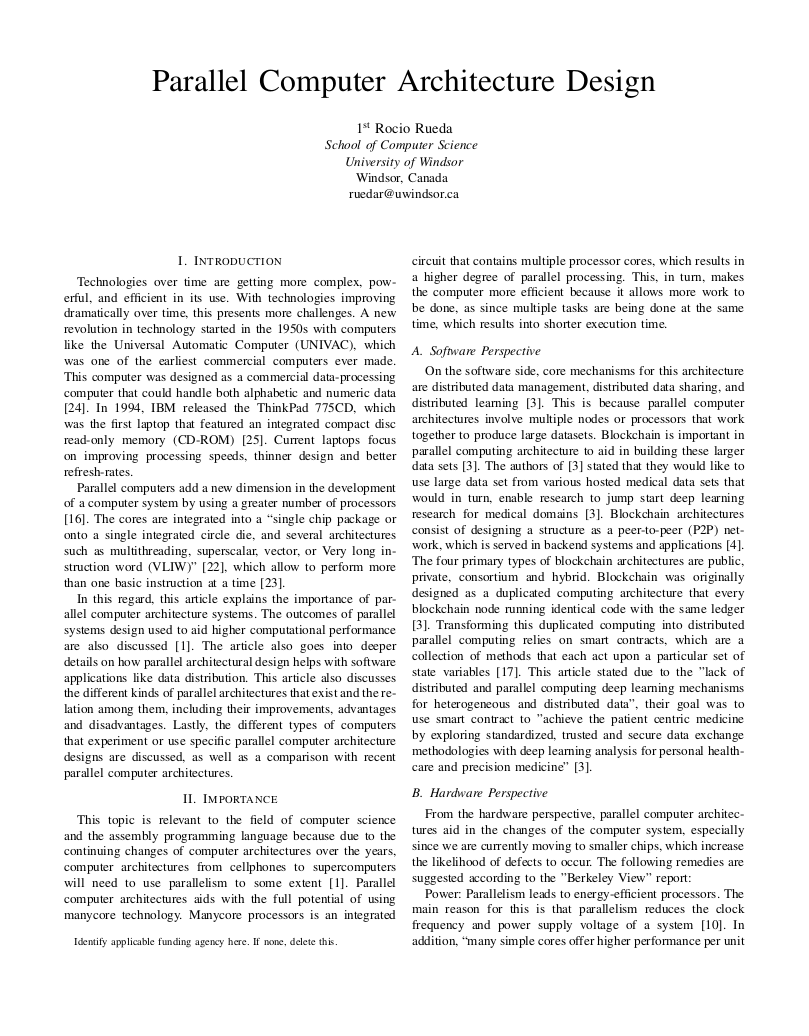 Parallel Computer Architecture Design
1st Rocio Rueda
School of Computer Science
University of Windsor
Windsor, Canada
ruedar@uwindsor.ca
I. INTRODUCTION
Technologies over time are getting more complex, pow-
erful, and efficient in its use. With technologies improving
dramatically over time, this presents more challenges. A new
revolution in technology started in the 1950s with computers
like the Universal Automatic Computer (UNIVAC), which
was one of the earliest commercial computers ever made.
This computer was designed as a commercial data-processing
computer that could handle both alphabetic and numeric data
[24]. In 1994, IBM released the ThinkPad 775CD, which
was the first laptop that featured an integrated compact disc
read-only memory (CD-ROM) [25]. Current laptops focus
on improving processing speeds, thinner design and better
refresh-rates.
Parallel computers add a new dimension in the development
of a computer system by using a greater number of processors
[16]. The cores are integrated into a “single chip package or
onto a single integrated circle die, and several architectures
such as multithreading, superscalar, vector, or Very long in-
struction word (VLIW)” [22], which allow to perform more
than one basic instruction at a time [23].
In this regard, this article explains the importance of par-
allel computer architecture systems. The outcomes of parallel
systems design used to aid higher computational performance
are also discussed [1]. The article also goes into deeper
details on how parallel architectural design helps with software
applications like data distribution. This article also discusses
the different kinds of parallel architectures that exist and the re-
lation among them, including their improvements, advantages
and disadvantages. Lastly, the different types of computers
that experiment or use specific parallel computer architecture
designs are discussed, as well as a comparison with recent
parallel computer architectures.
II. IMPORTANCE
This topic is relevant to the field of computer science
and the assembly programming language because due to the
continuing changes of computer architectures over the years,
computer architectures from cellphones to supercomputers
will need to use parallelism to some extent [1]. Parallel
computer architectures aids with the full potential of using
manycore technology. Manycore processors is an integrated
Identify applicable funding agency here. If none, delete this.
circuit that contains multiple processor cores, which results in
a higher degree of parallel processing. This, in turn, makes
the computer more efficient because it allows more work to
be done, as since multiple tasks are being done at the same
time, which results into shorter execution time.
A. Software Perspective
On the software side, core mechanisms for this architecture
are distributed data management, distributed data sharing, and
distributed learning [3]. This is because parallel computer
architectures involve multiple nodes or processors that work
together to produce large datasets. Blockchain is important in
parallel computing architecture to aid in building these larger
data sets [3]. The authors of [3] stated that they would like to
use large data set from various hosted medical data sets that
would in turn, enable research to jump start deep learning
research for medical domains [3]. Blockchain architectures
consist of designing a structure as a peer-to-peer (P2P) net-
work, which is served in backend systems and applications [4].
The four primary types of blockchain architectures are public,
private, consortium and hybrid. Blockchain was originally
designed as a duplicated computing architecture that every
blockchain node running identical code with the same ledger
[3]. Transforming this duplicated computing into distributed
parallel computing relies on smart contracts, which are a
collection of methods that each act upon a particular set of
state variables [17]. This article stated due to the ”lack of
distributed and parallel computing deep learning mechanisms
for heterogeneous and distributed data”, their goal was to
use smart contract to ”achieve the patient centric medicine
by exploring standardized, trusted and secure data exchange
methodologies with deep learning analysis for personal health-
care and precision medicine” [3].
B. Hardware Perspective
From the hardware perspective, parallel computer architec-
tures aid in the changes of the computer system, especially
since we are currently moving to smaller chips, which increase
the likelihood of defects to occur. The following remedies are
suggested according to the ”Berkeley View” report:
Power: Parallelism leads to energy-efficient processors. The
main reason for this is that parallelism reduces the clock
frequency and power supply voltage of a system [10]. In
addition, “many simple cores offer higher performance per unit